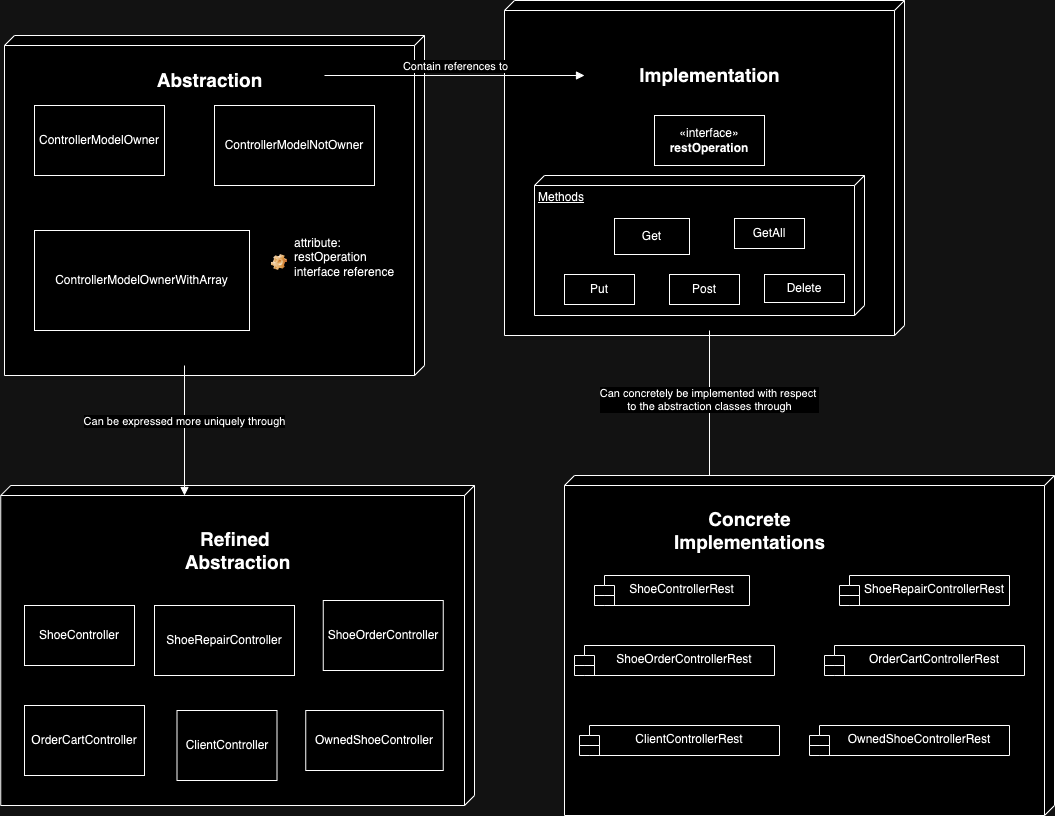 Abstraction
Contain references to
Implementation
ControllerModelOwner
ControllerModelNotOwner
«interface»
restOperation
Methods
Get
GetAll
Put
Post
Delete
ControllerModelOwnerWithArray
attribute:
restOperation
interface reference
Can be expressed more uniquely through
Can concretely be implemented with respect
to the abstraction classes through
Refined
Abstraction
ShoeController
ShoeRepairController
ShoeOrderController
OrderCartController
ClientController
OwnedShoeController
Concrete
Implementations
ShoeControllerRest
ShoeRepairControllerRest
ShoeOrderControllerRest
OrderCartControllerRest
ClientControllerRest
OwnedShoeControllerRest